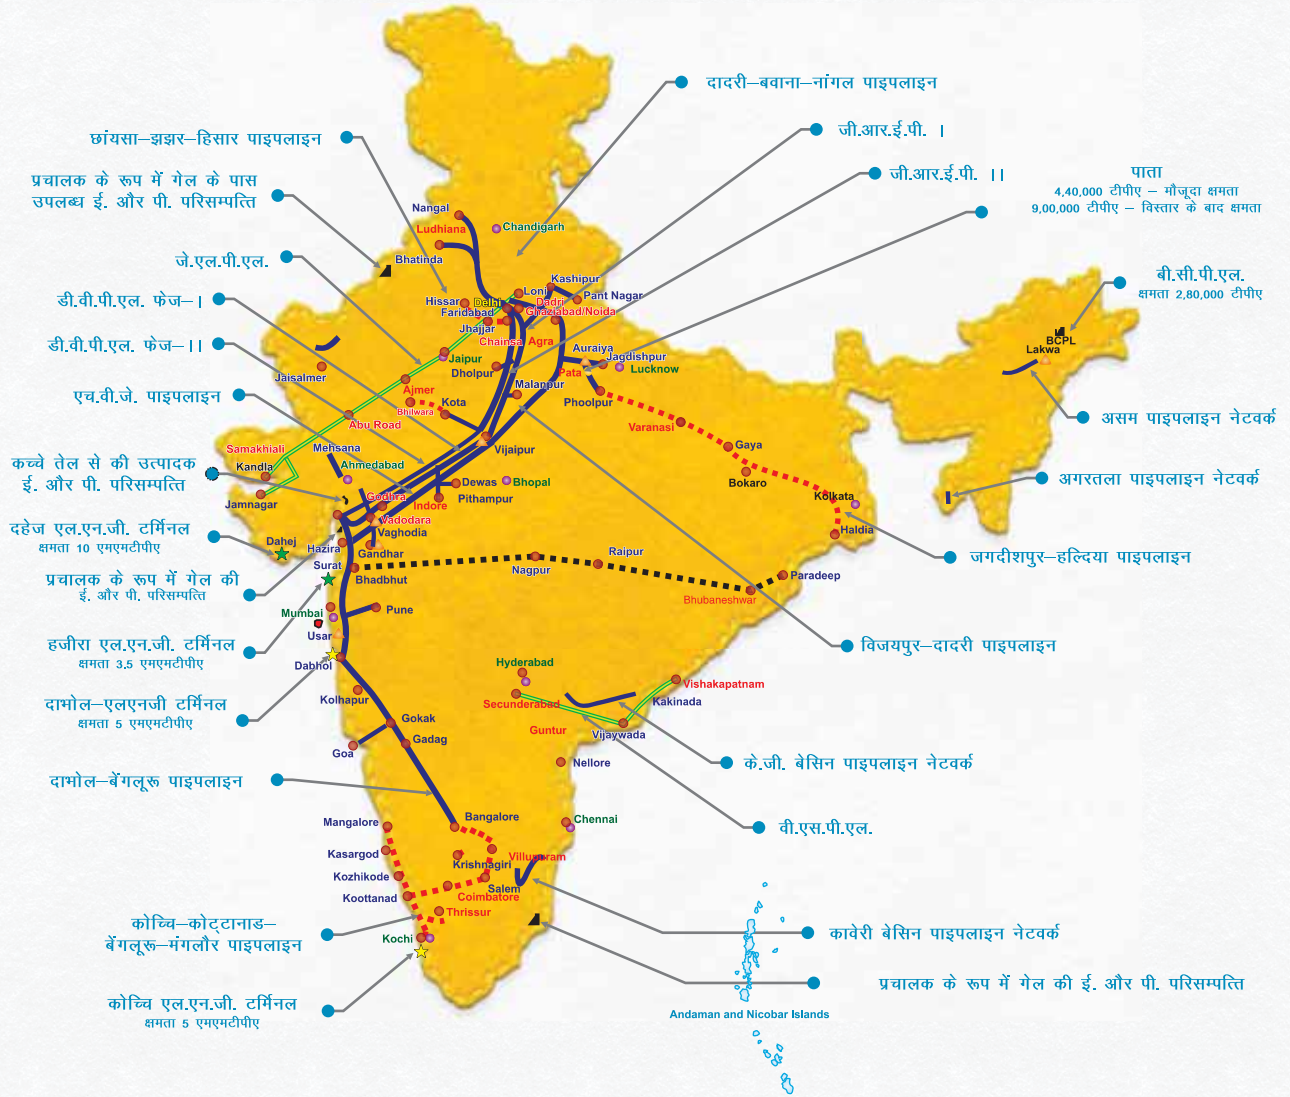 दादरी–बवाना–नांगल पाइपलाइन
जी.आर.ई.पी. I
छांयसा–झझर–हिसार पाइपलाइन
जी.आर.ई.पी. II
पाता
4,40,000 टीपीए – मौजूदा क्षमता
9,00,000 टीपीए – विस्तार के बाद क्षमता
प्रचालक के रूप में गेल के पास
उपलब्ध ई. और पी. परिसम्पत्ति
जे.एल.पी.एल.
बी.सी.पी.एल.
क्षमता 2,80,000 टीपीए
डी.वी.पी.एल. फेज–I
डी.वी.पी.एल. फेज–II
एच.वी.जे. पाइपलाइन
असम पाइपलाइन नेटवर्क
कच्चे तेल से की उत्पादक
ई. और पी. परिसम्पत्ति
अगरतला पाइपलाइन नेटवर्क
दहेज एल.एन.जी. टर्मिनल
क्षमता 10 एमएमटीपीए
जगदीशपुर–हल्दिया पाइपलाइन
प्रचालक के रूप में गेल की
ई. और पी. परिसम्पत्ति
हजीरा एल.एन.जी. टर्मिनल
क्षमता 3.5 एमएमटीपीए
विजयपुर–दादरी पाइपलाइन
दाभोल–एलएनजी टर्मिनल
क्षमता 5 एमएमटीपीए
के.जी. बेसिन पाइपलाइन नेटवर्क
दाभोल–बेंगलूरू पाइपलाइन
वी.एस.पी.एल.
कोच्चि–कोट्टानाड–
बेंगलूरू–मंगलौर पाइपलाइन
कावेरी बेसिन पाइपलाइन नेटवर्क
प्रचालक के रूप में गेल की ई. और पी. परिसम्पत्ति
कोच्चि एल.एन.जी. टर्मिनल
क्षमता 5 एमएमटीपीए
Nangal
Ludhiana
Chandigarh
Bhatinda
Kashipur
Loni
Pant Nagar
Hissar
Delhi
Dadri
Faridabad
Ghaziabad/Noida
Jhajjar
Chainsa
Agra
Auraiya
Jagdishpur
Jaipur
Dholpur
Pata
Lucknow
Jaisalmer
Malanpur
Ajmer
Kota
Phoolpur
Bhilwara
Abu Road
Varanasi
Samakhiali
Mehsana
Vijaipur
Gaya
Kandla
Ahmedabad
Dewas
Bhopal
Bokaro
Jamnagar
Godhra
Indore
Pithampur
Kolkata
Vadodara
Vaghodia
Haldia
Dahej
Hazira
Gandhar
Surat
Bhadbhut
Nagpur
Raipur
Paradeep
Bhubaneshwar
Mumbai
Pune
Usar
Dabhol
Hyderabad
Kolhapur
Secunderabad
Vishakapatnam
Kakinada
Gokak
Guntur
Vijaywada
Gadag
Goa
Nellore
Mangalore
Bangalore
Chennai
Kasargod
Krishnagiri
Villupuram
Kozhikode
Salem
Koottanad
Coimbatore
Thrissur
Kochi
BCPL
Lakwa
Andaman and Nicobar Islands